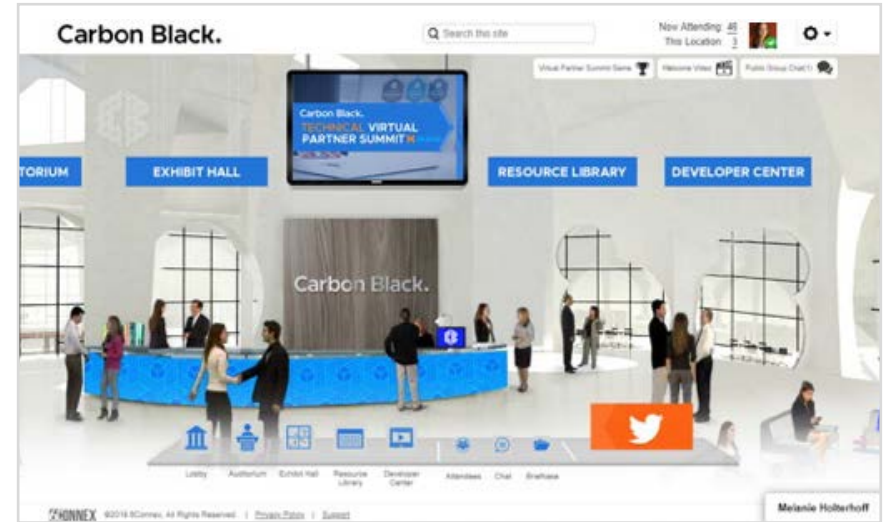 Carbon Black.
Search this site
Now Attending: 46
This Location: 3
Virtual Partner Summit Game
Welcome Video
Public Group Chat(1)
Carbon Black.
TECHNICAL VIRTUAL
PARTNER SUMMIT
TORIUM
EXHIBIT HALL
RESOURCE LIBRARY
DEVELOPER CENTER
Carbon Black.
Lobby
Auditorium
Exhibit Hall
Resource Library
Developer Center
Attendees
Chat
Briefcase
6CONNEX ©2016 6Connex, All Rights Reserved. | Privacy Policy | Support
Melanie Holterhoff